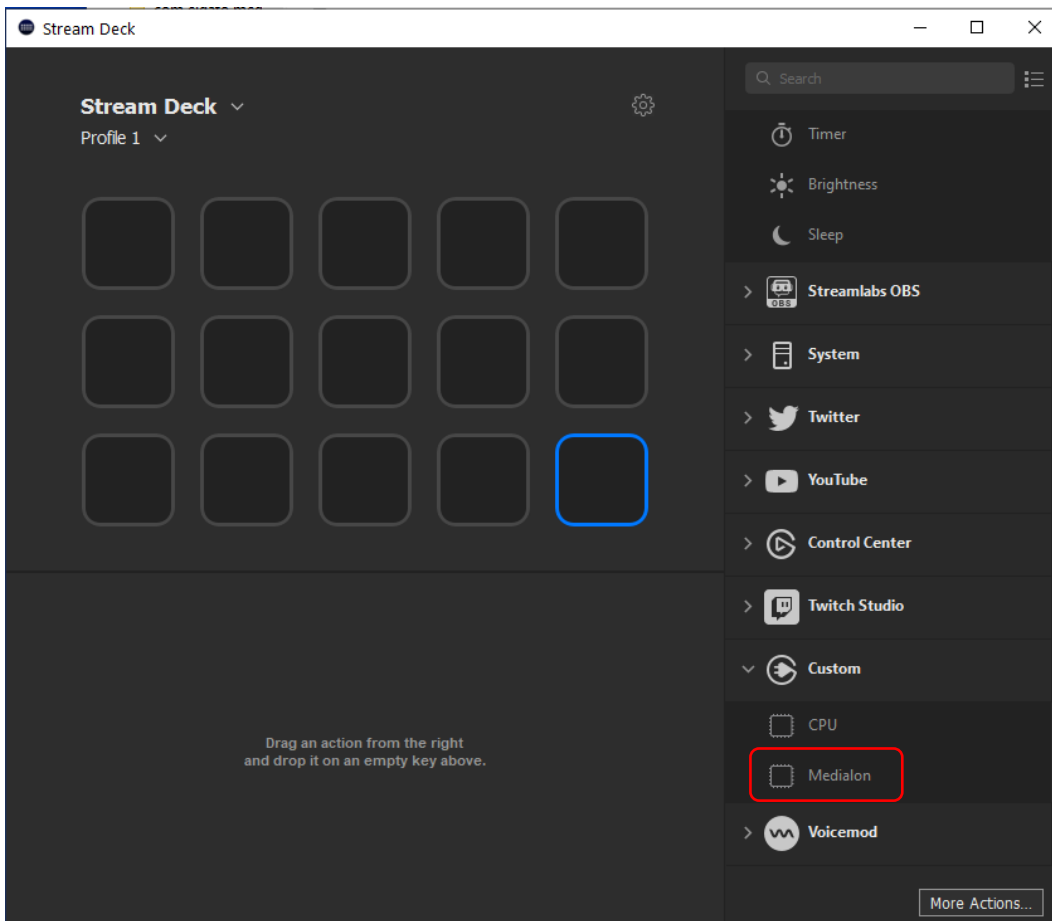 Stream Deck
Stream Deck
Profile 1
Search
Timer
Brightness
Sleep
OBS
Streamlabs OBS
System
Twitter
YouTube
Control Center
Twitch Studio
Custom
CPU
Medialon
Voicemod
Drag an action from the right
and drop it on an empty key above.
More Actions...